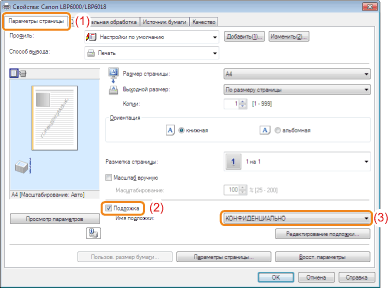 Свойства: Canon LBP6000/LBP6018
Параметры страницы (1) альная обработка Источник бумаги Качество
Профиль: Настройки по умолчанию Добавить(1)... Изменить(2)...
Способ вывода: Печать
Размер страницы: A4
Выходной размер: По размеру страницы
Копии: 1 [1 - 999]
Ориентация
A книжная A альбомная
Разметка страницы: 1 1 на 1
Масштаб вручную
Масштабирование: 100 % [25 - 200]
A4 [Масштабирование: Авто]
Подложка (2)
Просмотр параметров Имя подложки: КОНФИДЕНЦИАЛЬНО (3)
Редактирование подложки...
Пользов. размер бумаги... Параметры страницы... Восст. параметры
OK Отмена Справка